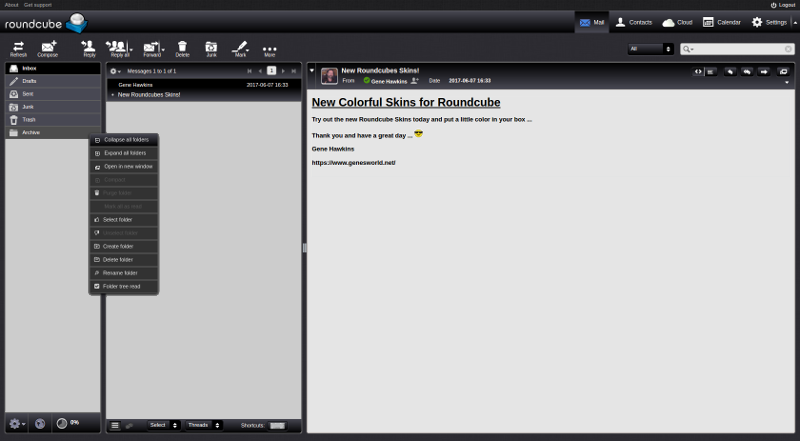 About Get support
Logout
roundcube
Mail Contacts Cloud Calendar Settings
Refresh Compose Reply Reply all Forward Delete Junk Mark More
All
Inbox
Drafts
Sent
Junk
Trash
Archive
Messages 1 to 1 of 1
1
Gene Hawkins 2017-06-07 16:33
New Roundcubes Skins!
Collapse all folders
Expand all folders
Open in new window
Compact
Purge folder
Mark all as read
Select folder
Unselect folder
Create folder
Delete folder
Rename folder
Folder tree read
New Roundcubes Skins!
From Gene Hawkins Date 2017-06-07 16:33
New Colorful Skins for Roundcube
Try out the new Roundcube Skins today and put a little color in your box ...
Thank you and have a great day ... 😎
Gene Hawkins
https://www.genesworld.net/
0%
Select Threads Shortcuts: